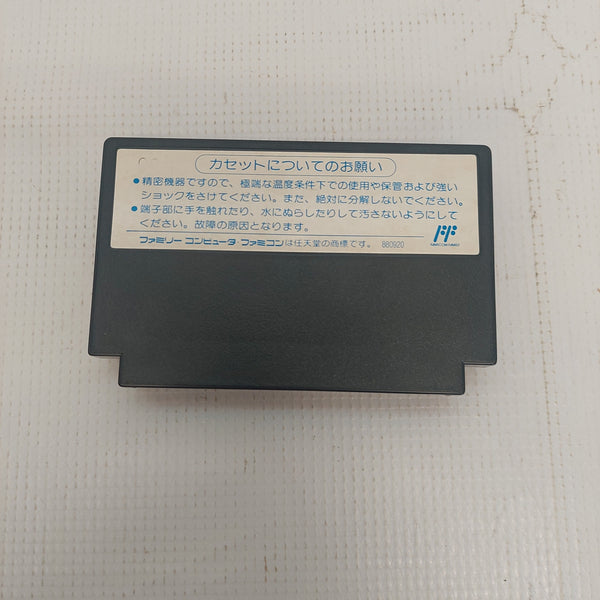 カセットについてのお願い
●精密機器ですので、極端な温度条件下での使用や保管および強い
ショックをさけてください。また、絶対に分解しないでください。
●端子部に手を触れたり、水にぬらしたりして汚さないようにして
ください。故障の原因となります。
ファミリーコンピュータ・ファミコンは任天堂の商標です。 880920